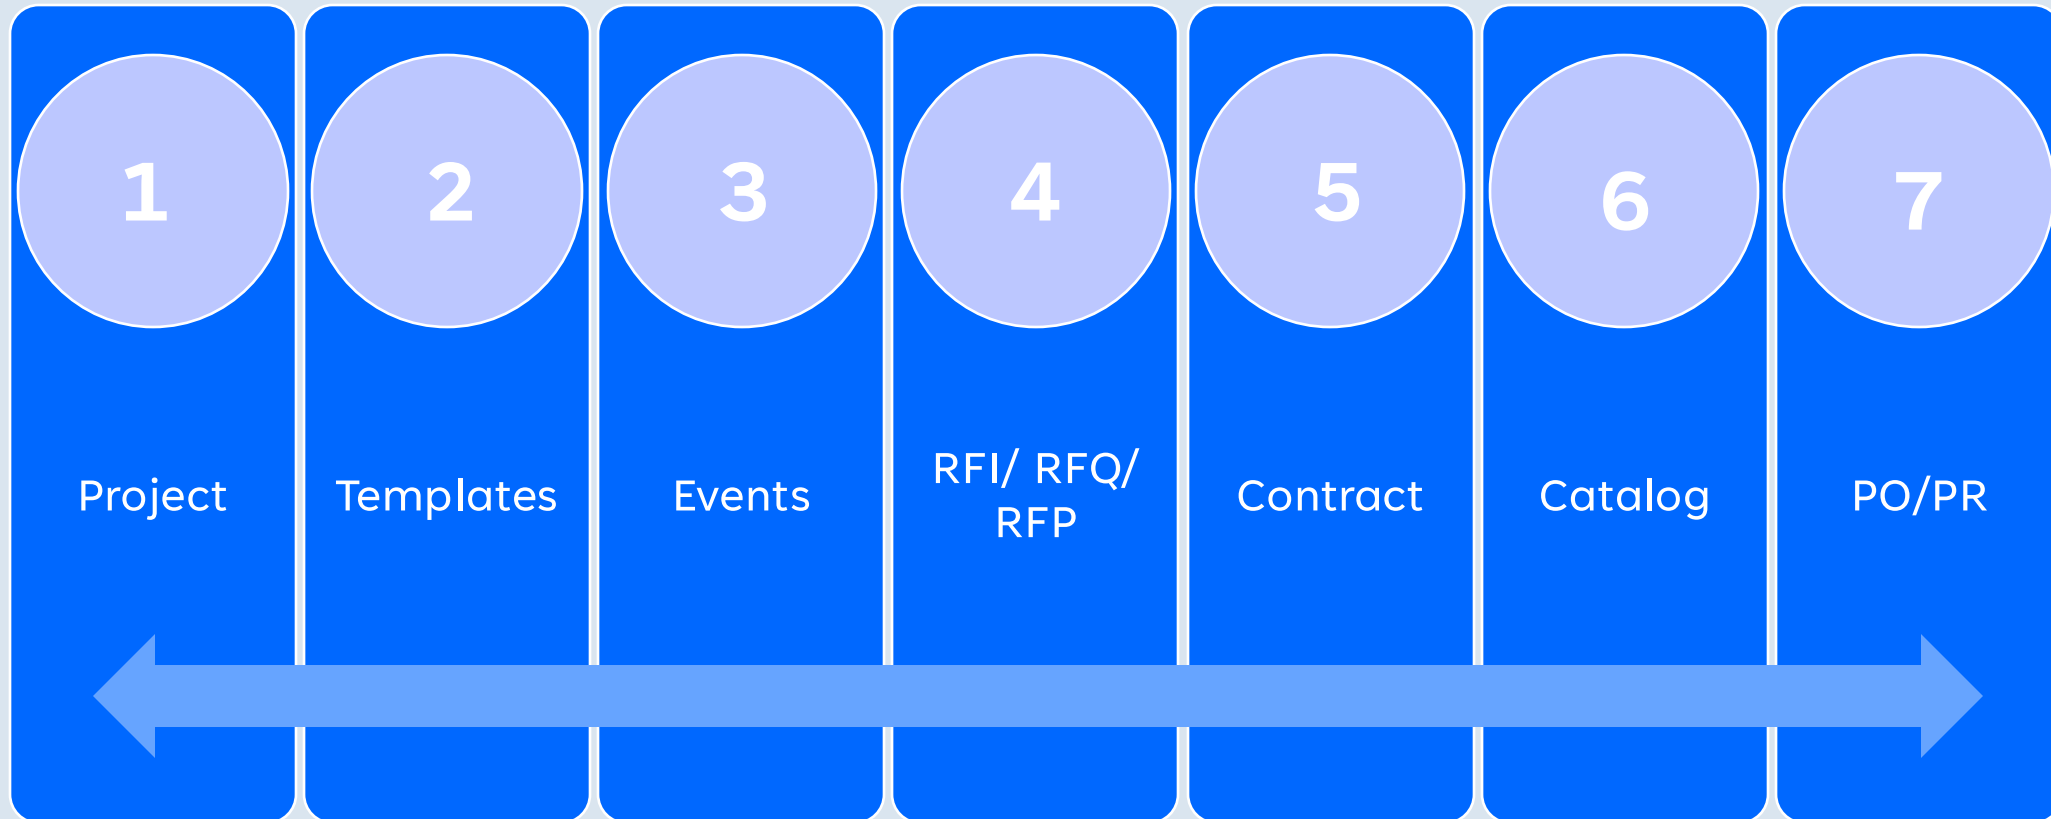 1
Project
2
Templates
3
Events
4
RFI/ RFQ/
RFP
5
Contract
6
Catalog
7
PO/PR